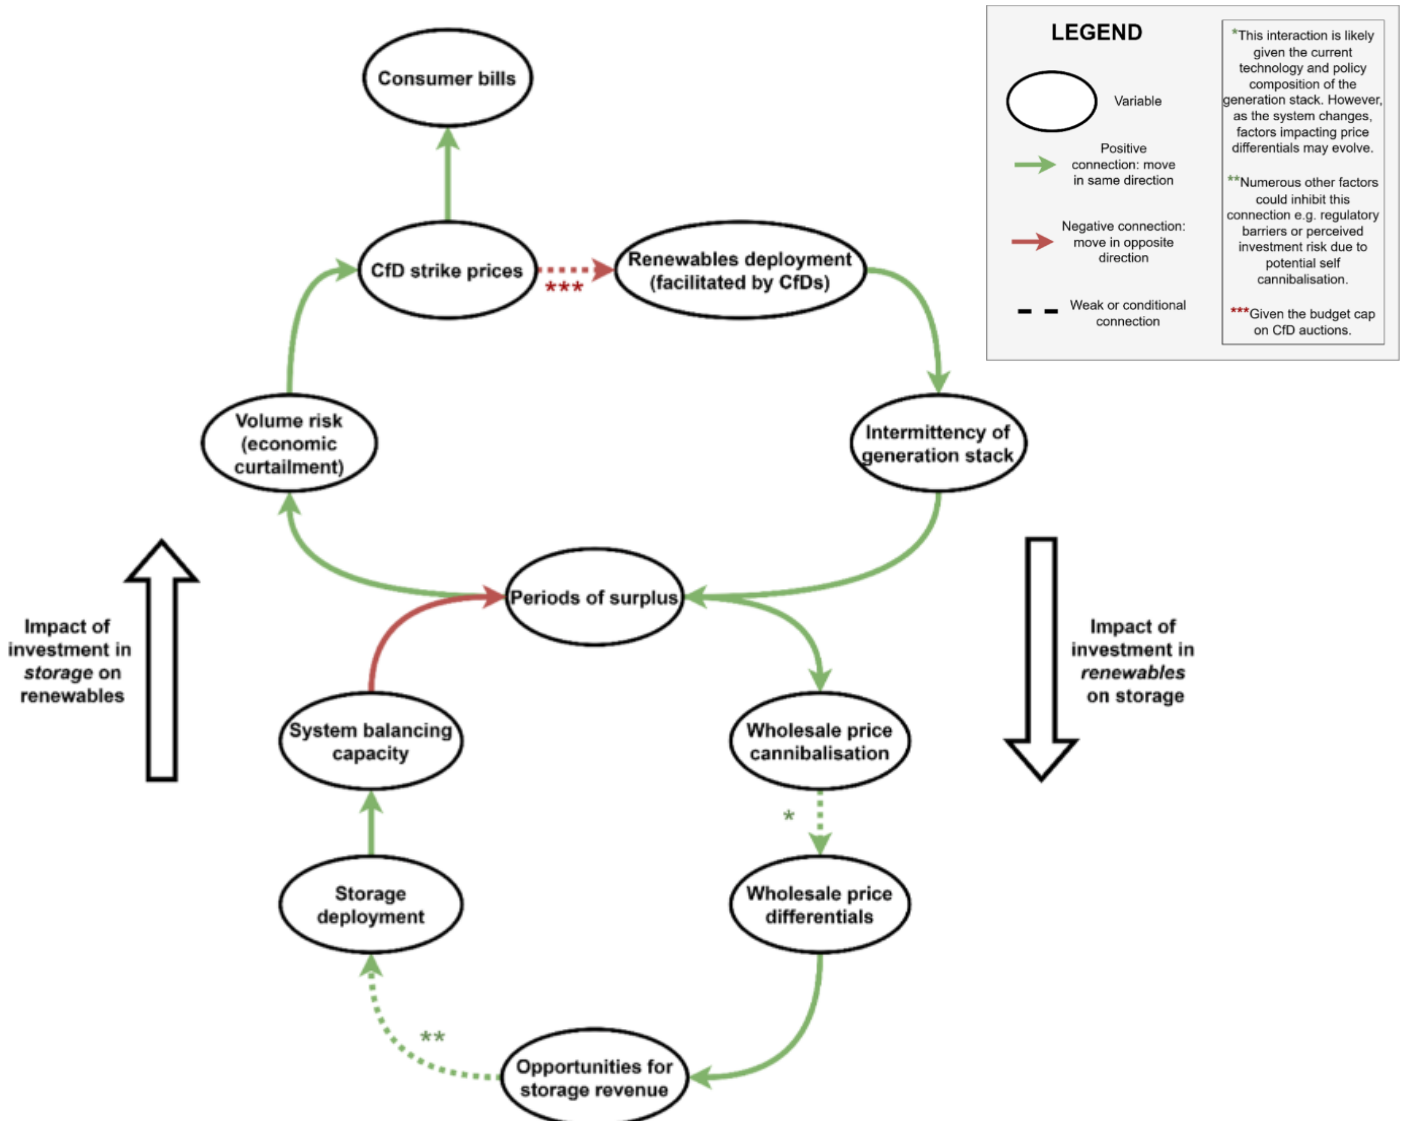 Consumer bills
CfD strike prices
***
Renewables deployment
(facilitated by CfDs)
Volume risk
(economic
curtailment)
Intermittency of
generation stack
Periods of surplus
Impact of
investment in
storage on
renewables
Impact of
investment in
renewables
on storage
System balancing
capacity
Wholesale price
cannibalisation
*
Storage
deployment
Wholesale price
differentials
**
Opportunities for
storage revenue
LEGEND
Variable
Positive
connection: move
in same direction
Negative connection:
move in opposite
direction
Weak or conditional
connection
*This interaction is likely
given the current
technology and policy
composition of the
generation stack. However,
as the system changes,
factors impacting price
differentials may evolve.
**Numerous other factors
could inhibit this
connection e.g. regulatory
barriers or perceived
investment risk due to
potential self
cannibalisation.
***Given the budget cap
on CfD auctions.